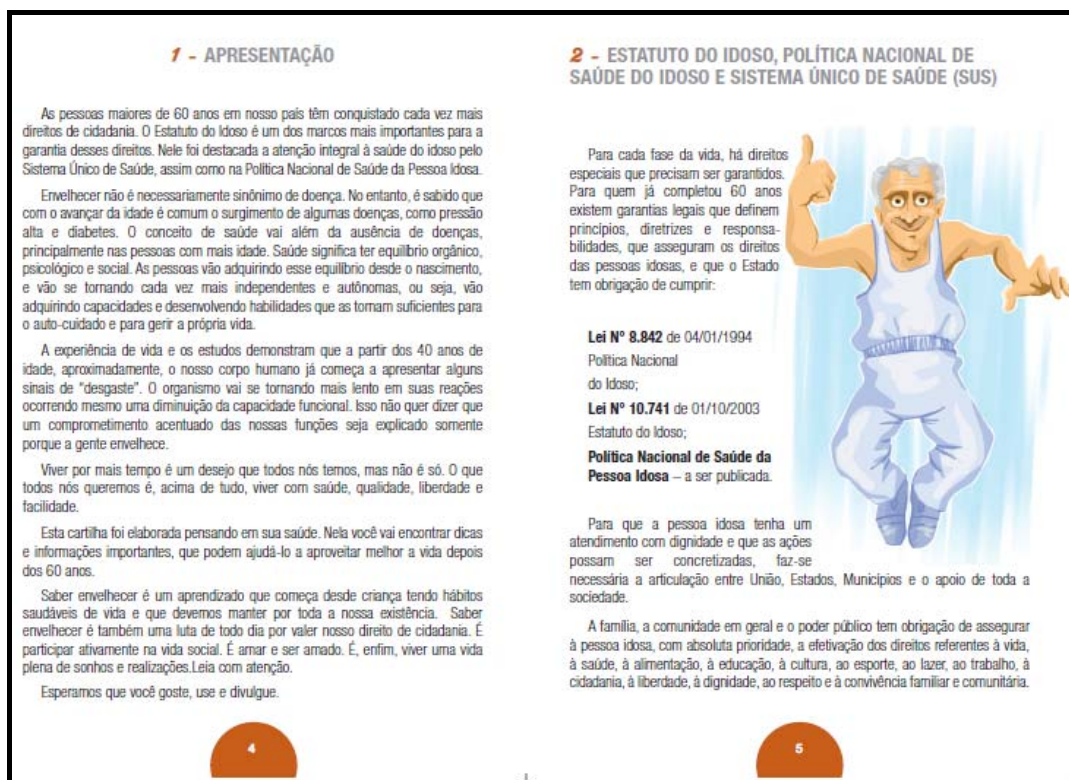 1 - APRESENTAÇÃO
As pessoas maiores de 60 anos em nosso país têm conquistado cada vez mais
direitos de cidadania. O Estatuto do Idoso é um dos marcos mais importantes para a
garantia desses direitos. Nele foi destacada a atenção integral à saúde do idoso pelo
Sistema Único de Saúde, assim como na Política Nacional de Saúde da Pessoa Idosa.
Envelhecer não é necessariamente sinônimo de doença. No entanto, é sabido que
com o avançar da idade é comum o surgimento de algumas doenças, como pressão
alta e diabetes. O conceito de saúde vai além da ausência de doenças,
principalmente nas pessoas com mais idade. Saúde significa ter equilíbrio orgânico,
psicológico e social. As pessoas vão adquirindo esse equilíbrio desde o nascimento,
e vão se tornando cada vez mais independentes e autônomas, ou seja, vão
adquirindo capacidades e desenvolvendo habilidades que as tornam suficientes para
o auto-cuidado e para gerir a própria vida.
A experiência de vida e os estudos demonstram que a partir dos 40 anos de
idade, aproximadamente, o nosso corpo humano já começa a apresentar alguns
sinais de "desgaste". O organismo vai se tornando mais lento em suas reações
ocorrendo mesmo uma diminuição da capacidade funcional. Isso não quer dizer que
um comprometimento acentuado das nossas funções seja explicado somente
porque a gente envelhece.
Viver por mais tempo é um desejo que todos nós temos, mas não é só. O que
todos nós queremos é, acima de tudo, viver com saúde, qualidade, liberdade e
facilidade.
Esta cartilha foi elaborada pensando em sua saúde. Nela você vai encontrar dicas
e informações importantes, que podem ajudá-lo a aproveitar melhor a vida depois
dos 60 anos.
Saber envelhecer é um aprendizado que começa desde criança tendo hábitos
saudáveis de vida e que devemos manter por toda a nossa existência. Saber
envelhecer é também uma luta de todo dia por valer nosso direito de cidadania. É
participar ativamente na vida social. É amar e ser amado. É, enfim, viver uma vida
plena de sonhos e realizações.Leia com atenção.
Esperamos que você goste, use e divulgue.
4
2 - ESTATUTO DO IDOSO, POLÍTICA NACIONAL DE
SAÚDE DO IDOSO E SISTEMA ÚNICO DE SAÚDE (SUS)
Para cada fase da vida, há direitos
especiais que precisam ser garantidos.
Para quem já completou 60 anos
existem garantias legais que definem
princípios, diretrizes e responsa-
bilidades, que asseguram os direitos
das pessoas idosas, e que o Estado
tem obrigação de cumprir:
Lei Nº 8.842 de 04/01/1994
Política Nacional
do Idoso;
Lei Nº 10.741 de 01/10/2003
Estatuto do Idoso;
Política Nacional de Saúde da
Pessoa Idosa – a ser publicada.
Para que a pessoa idosa tenha um
atendimento com dignidade e que as ações
possam ser concretizadas, faz-se
necessária a articulação entre União, Estados, Municípios e o apoio de toda a
sociedade.
A família, a comunidade em geral e o poder público tem obrigação de assegurar
à pessoa idosa, com absoluta prioridade, a efetivação dos direitos referentes à vida,
à saúde, à alimentação, à educação, à cultura, ao esporte, ao lazer, ao trabalho, à
cidadania, à liberdade, à dignidade, ao respeito e à convivência familiar e comunitária.
5